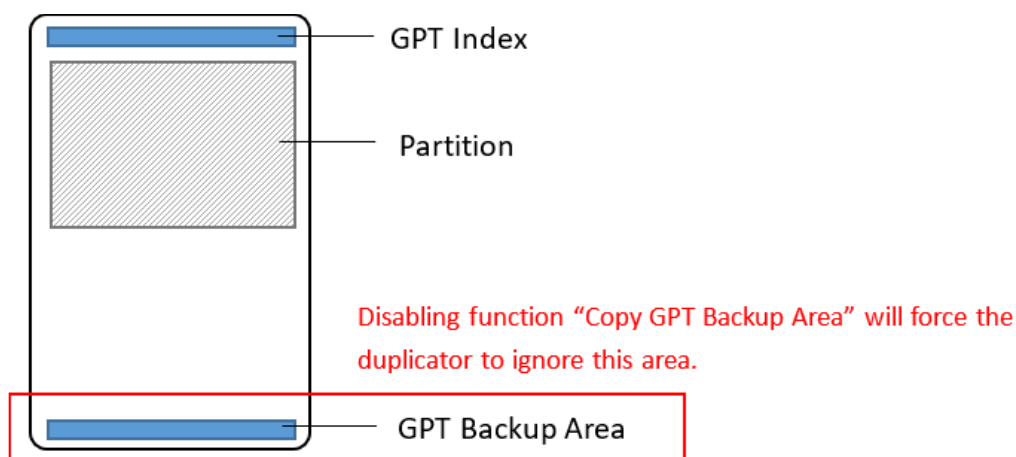 GPT Index
Partition
Disabling function “Copy GPT Backup Area” will force the
duplicator to ignore this area.
GPT Backup Area